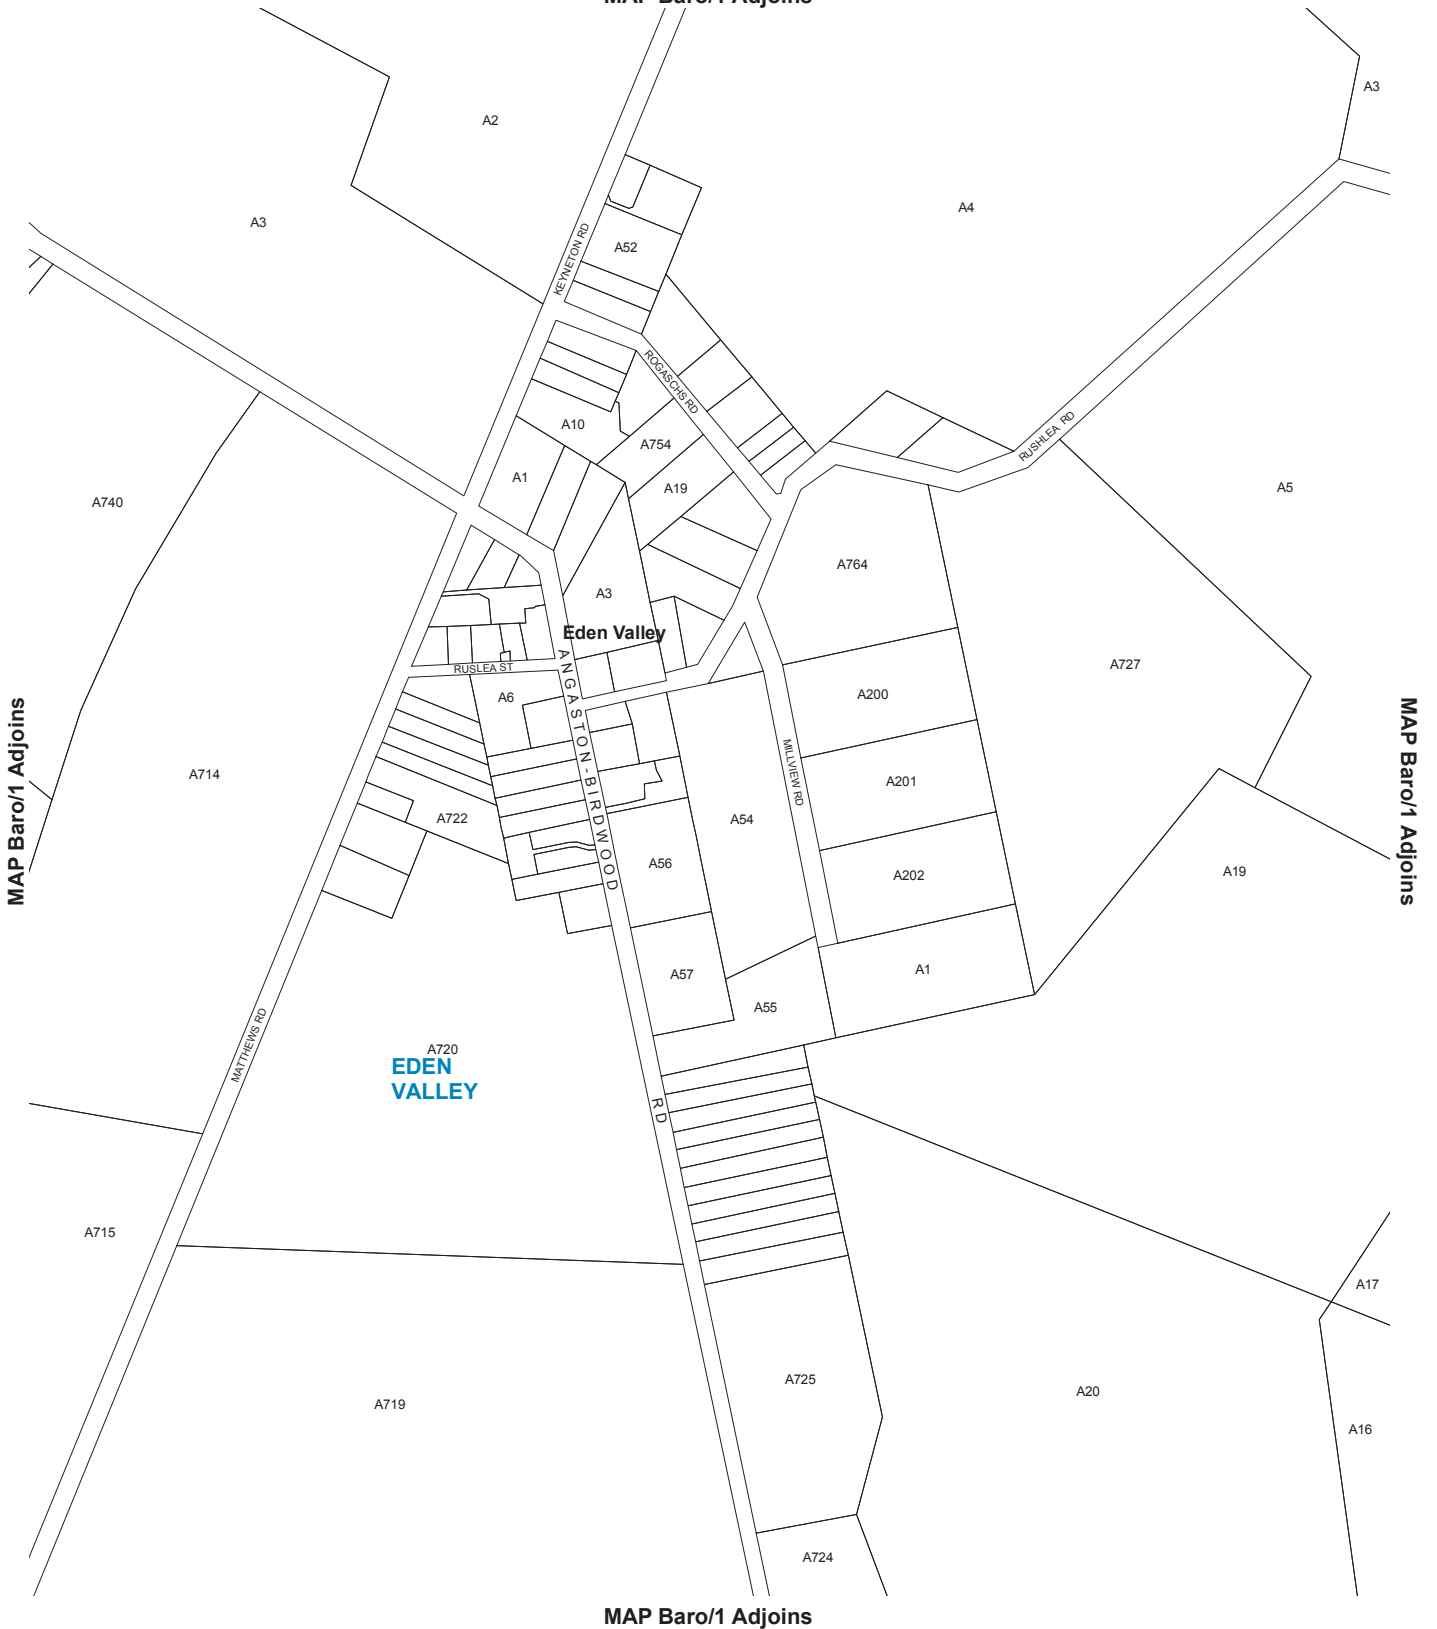 MAP Baro/1 Adjoins
A3
A2
A4
A3
KEYNETON RD
A52
ROGASCHS RD
A10
A754
RUSHLEA RD
A1
A19
A5
A740
A764
A3
Eden Valley
RUSLEA ST
A727
A6
A200
ANGASTON-BIRDWOOD
MAP Baro/1 Adjoins
MAP Baro/1 Adjoins
A714
MILLVIEW RD
A201
A722
A54
A56
A202
A19
A57
A1
A55
MATTHEWS RD
A720
EDEN
VALLEY
RD
A715
A17
A725
A20
A719
A16
A724
MAP Baro/1 Adjoins